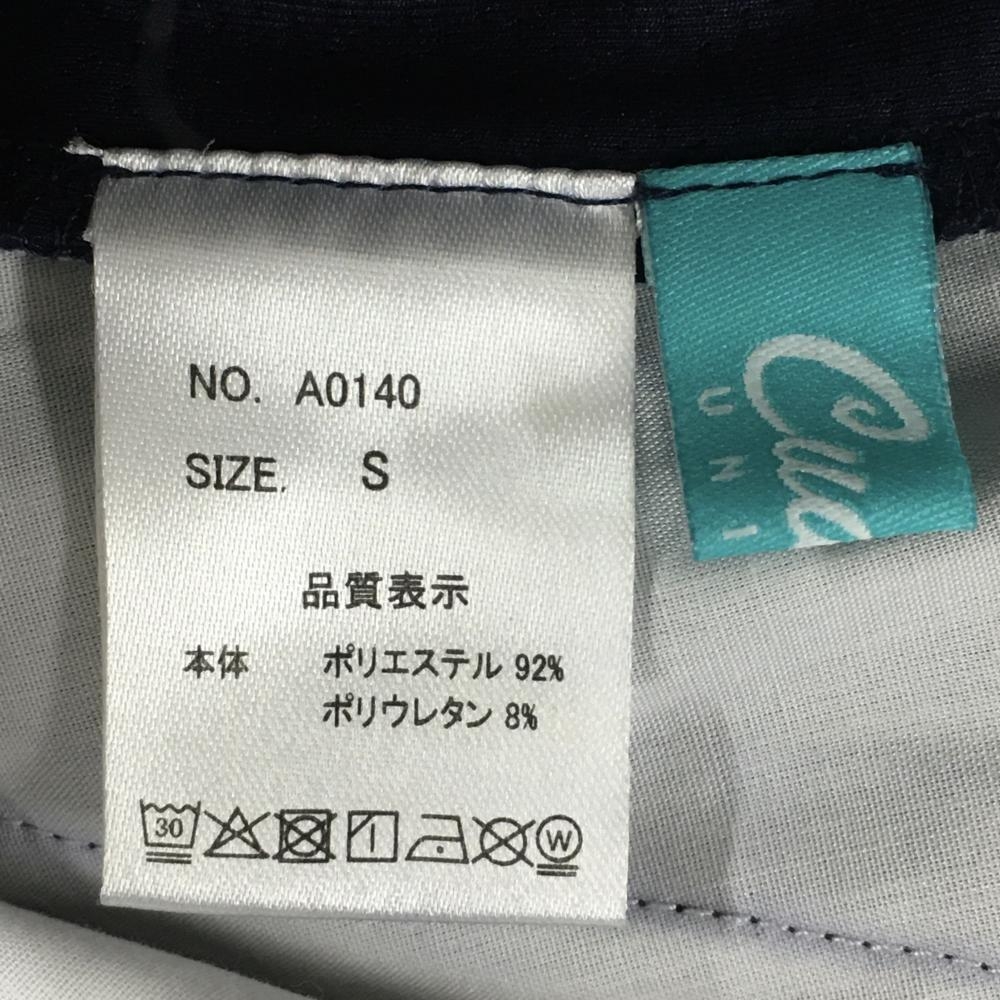 NO. A0140
SIZE. S
品質表示
本体 ポリエステル 92%
ポリウレタン 8%
30
W